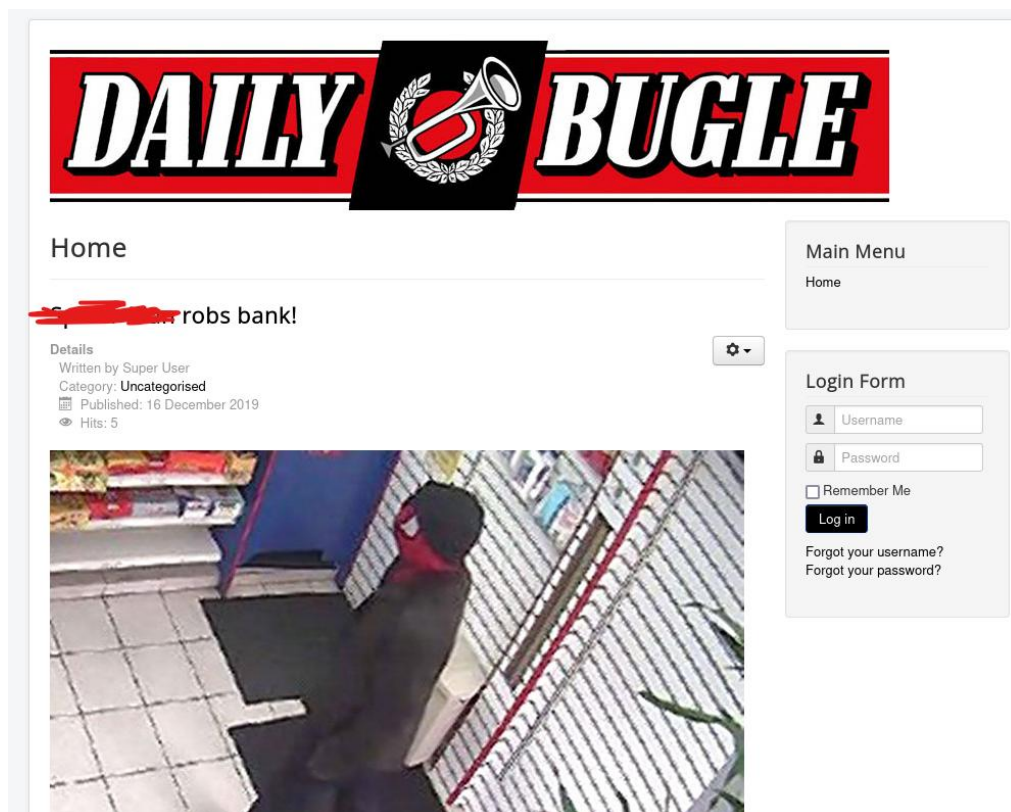 DAILY BUGLE
Home
robs bank!
Details
Written by Super User
Category: Uncategorised
Published: 16 December 2019
Hits: 5
Main Menu
Home
Login Form
Username
Password
Remember Me
Log in
Forgot your username?
Forgot your password?